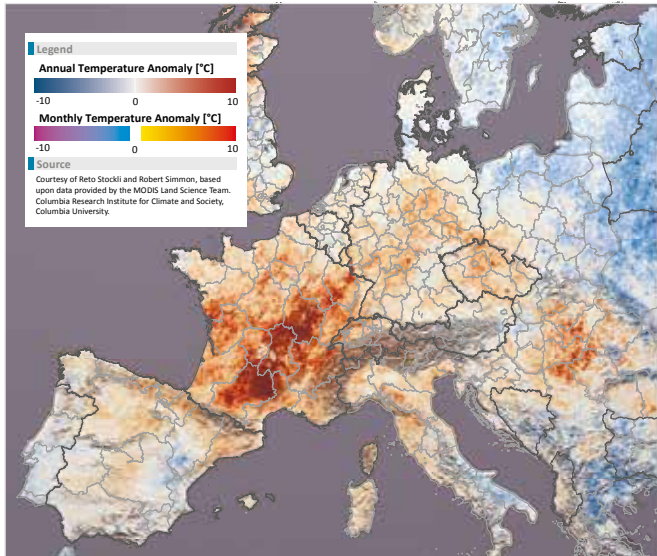 Legend
Annual Temperature Anomaly [°C]
-10 0 10
Monthly Temperature Anomaly [°C]
-10 0 10
Source
Courtesy of Reto Stockli and Robert Simmon, based
upon data provided by the MODIS Land Science Team.
Columbia Research Institute for Climate and Society,
Columbia University.